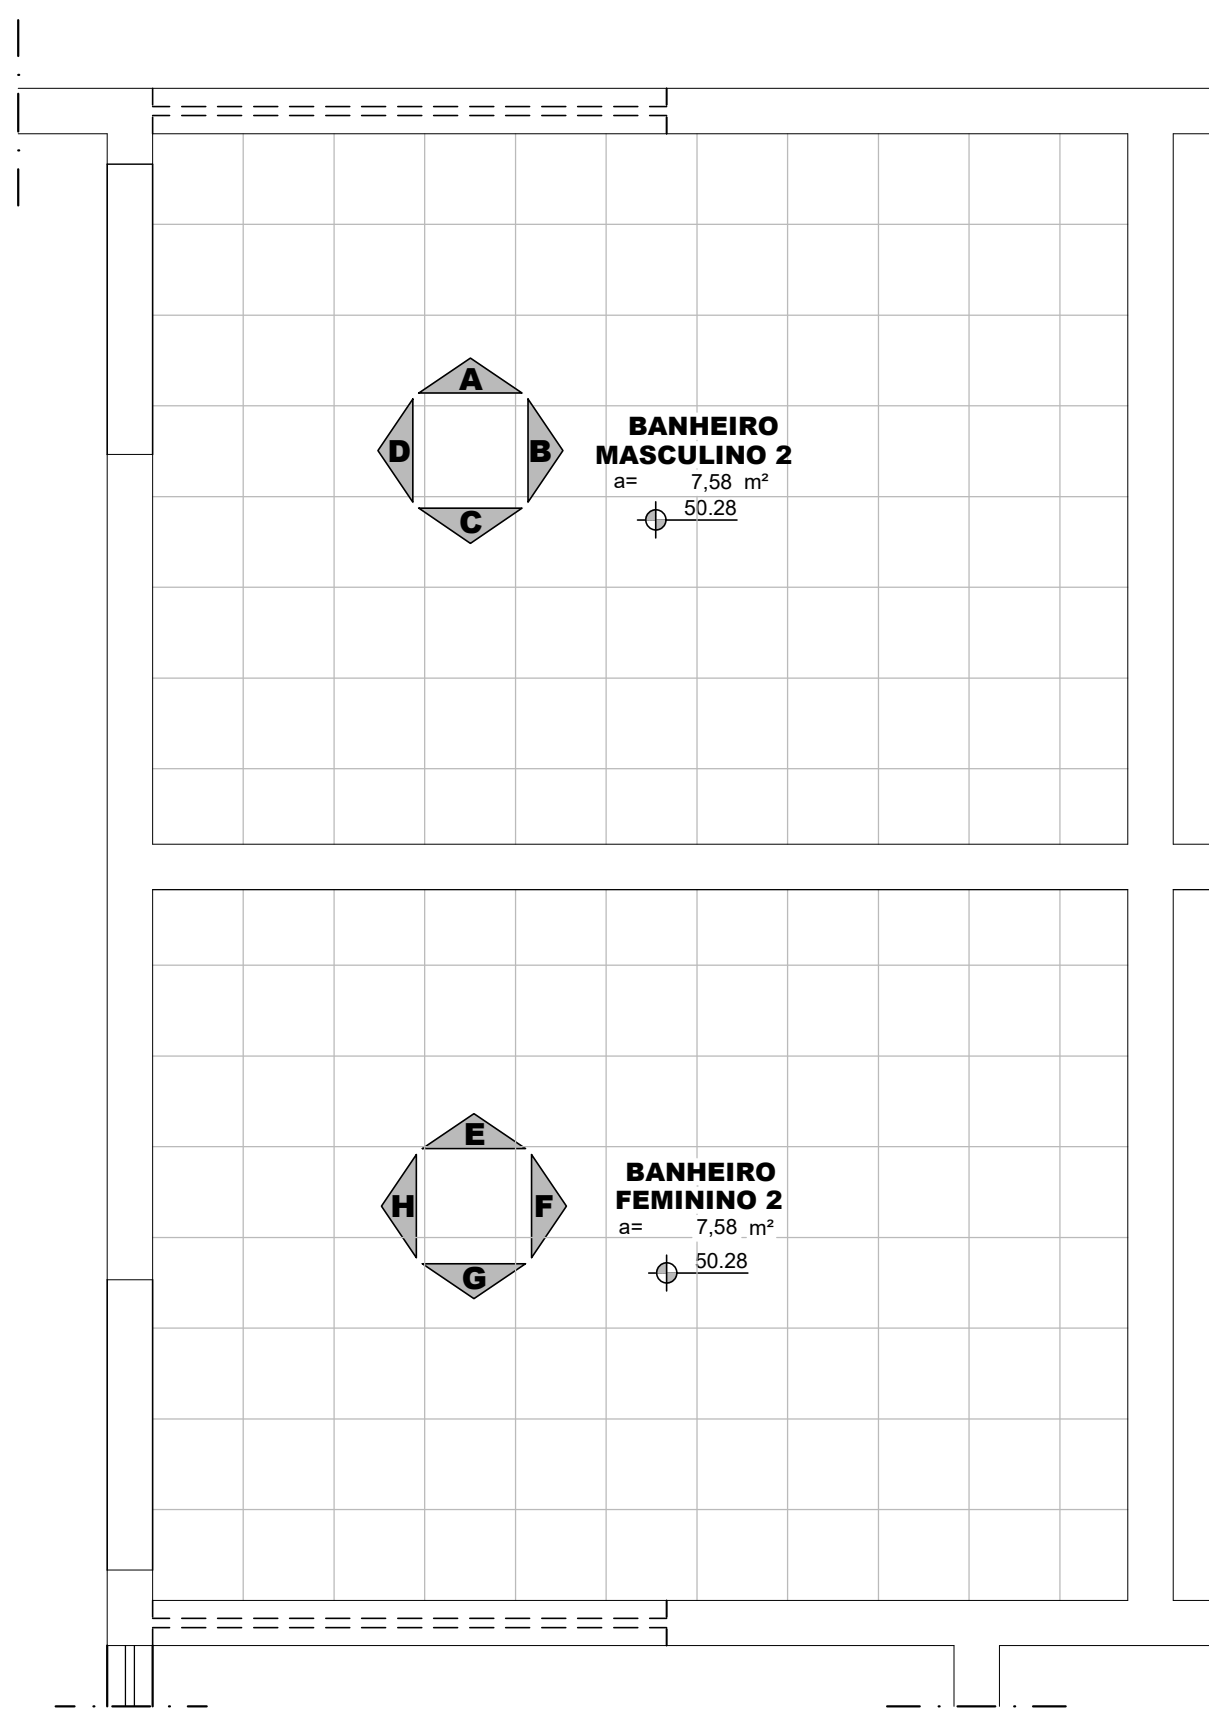 A
D
B
C
BANHEIRO
MASCULINO 2
a= 7,58 m²
50.28
E
H
F
G
BANHEIRO
FEMININO 2
a= 7,58 m²
50.28